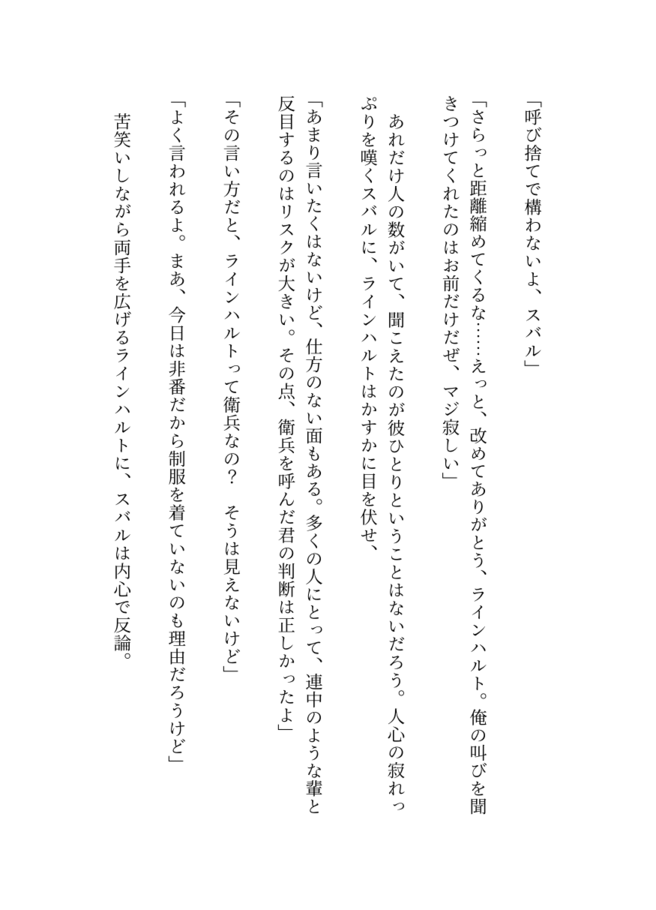 「呼び捨てで構わないよ、スバル」
「さらっと距離縮めてくるな……えっと、改めてありがとう、ラインハルト。俺の叫びを聞
きつけてくれたのはお前だけだぜ、マジ寂しい」
　あれだけ人の数がいて、聞こえたのが彼ひとりということはないだろう。人心の寂れっ
ぷりを嘆くスバルに、ラインハルトはかすかに目を伏せ、
「あまり言いたくはないけど、仕方のない面もある。多くの人にとって、連中のような輩と
反目するのはリスクが大きい。その点、衛兵を呼んだ君の判断は正しかったよ」
「その言い方だと、ラインハルトって衛兵なの？　そうは見えないけど」
「よく言われるよ。まあ、今日は非番だから制服を着ていないのも理由だろうけど」
　苦笑いしながら両手を広げるラインハルトに、スバルは内心で反論。